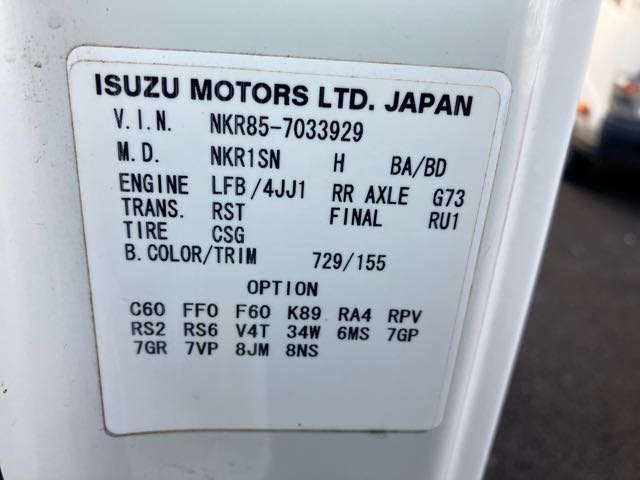 ISUZU MOTORS LTD. JAPAN
V.I.N. NKR85-7033929
M.D. NKR1SN H BA/BD
ENGINE LFB/4JJ1 RR AXLE G73
TRANS. RST FINAL RU1
TIRE CSG
B.COLOR/TRIM 729/155
OPTION
C60 FF0 F60 K89 RA4 RPV
RS2 RS6 V4T 34W 6MS 7GP
7GR 7VP 8JM 8NS